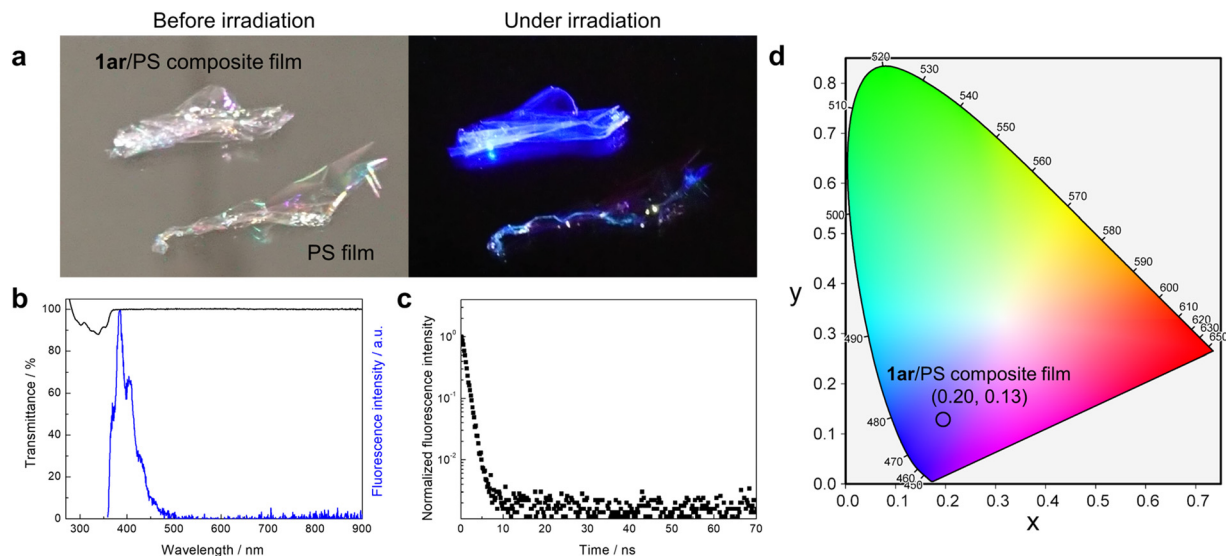 Before irradiation
Under irradiation
a
1ar/PS composite film
PS film
b
Transmittance / %
100
80
60
40
20
0
300 400 500 600 700 800 900
Wavelength / nm
Fluorescence intensity / a.u.
c
Normalized fluorescence intensity
10⁰
10⁻¹
10⁻²
0 10 20 30 40 50 60 70
Time / ns
d
y
0.8
0.7
0.6
0.5
0.4
0.3
0.2
0.1
0.0
0.0 0.1 0.2 0.3 0.4 0.5 0.6 0.7
x
520
530
540
550
560
570
580
590
600
610
620
630
650
510
500
490
480
470
460
450
1ar/PS composite film
(0.20, 0.13)